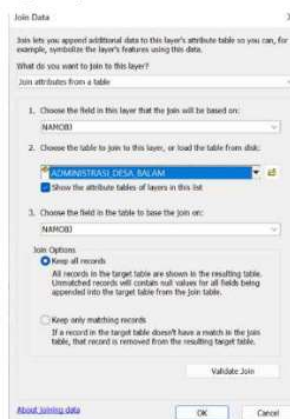 Join Data
Join lets you append additional data to this layer's attribute table so you can, for
example, symbolize the layer's features using this data.
What do you want to join to this layer?
Join attributes from a table
1. Choose the field in this layer that the join will be based on:
NAMOBJ
2. Choose the table to join to this layer, or load the table from disk:
ADMINISTRASI_DESA_BALAM
Show the attribute tables of layers in this list
3. Choose the field in the table to base the join on:
NAMOBJ
Join Options
Keep all records
All records in the target table are shown in the resulting table.
Unmatched records will contain null values for all fields being
appended into the target table from the join table.
Keep only matching records
If a record in the target table doesn't have a match in the join
table, that record is removed from the resulting target table.
Validate Join
About joining data
OK
Cancel